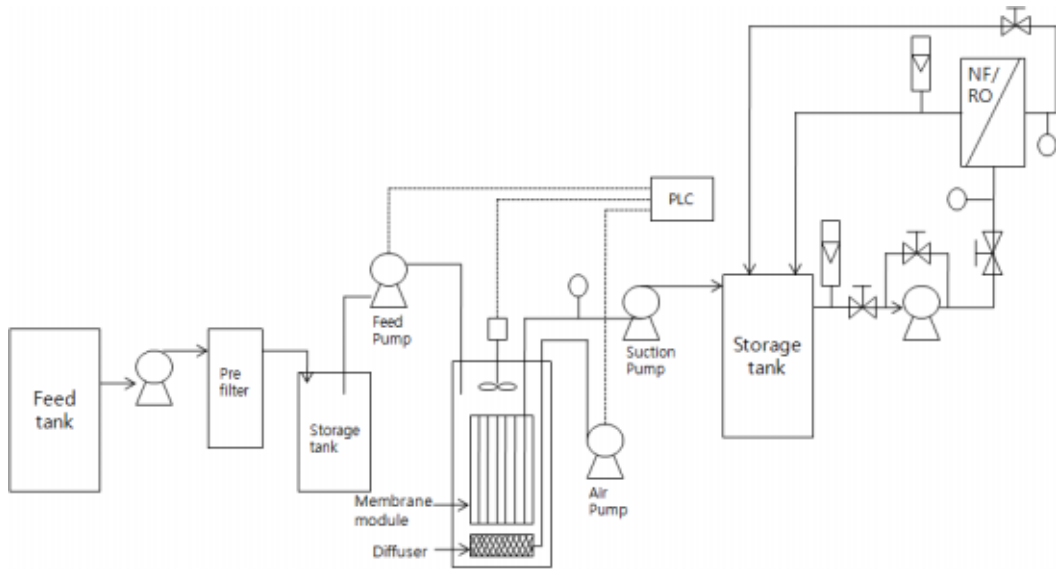 NF/
RO
PLC
Feed
Pump
Suction
Pump
Storage
tank
Feed
tank
Pre
filter
Storage
tank
Air
Pump
Membrane
module
Diffuser